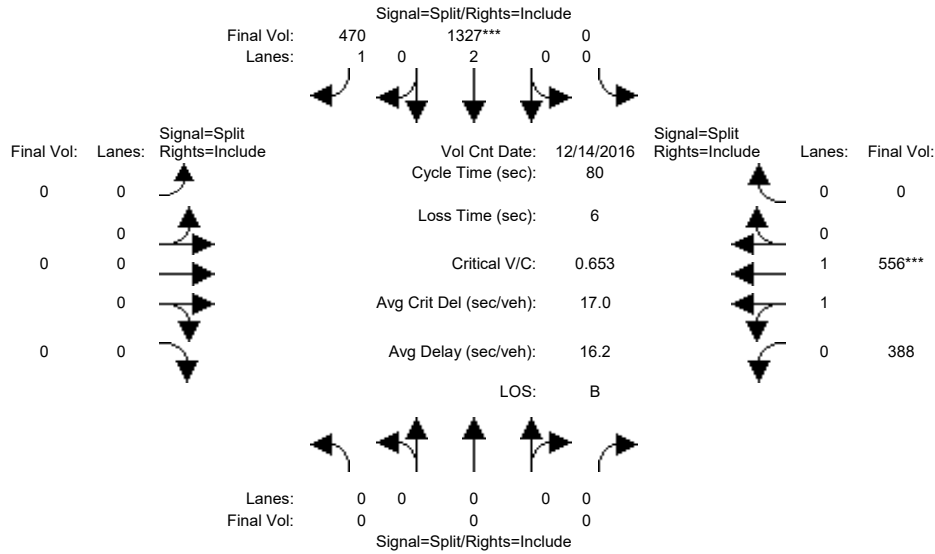 Signal=Split/Rights=Include
Final Vol: 470 1327*** 0
Lanes: 1 0 2 0 0
Signal=Split
Final Vol: Lanes: Rights=Include
Vol Cnt Date: 12/14/2016
Signal=Split
Rights=Include Lanes: Final Vol:
Cycle Time (sec): 80
0 0
0 0
Loss Time (sec): 6
0
0
0 0
Critical V/C: 0.653
1 556***
0
Avg Crit Del (sec/veh): 17.0
1
0 0
Avg Delay (sec/veh): 16.2
0 388
LOS: B
Lanes: 0 0 0 0 0
Final Vol: 0 0 0
Signal=Split/Rights=Include